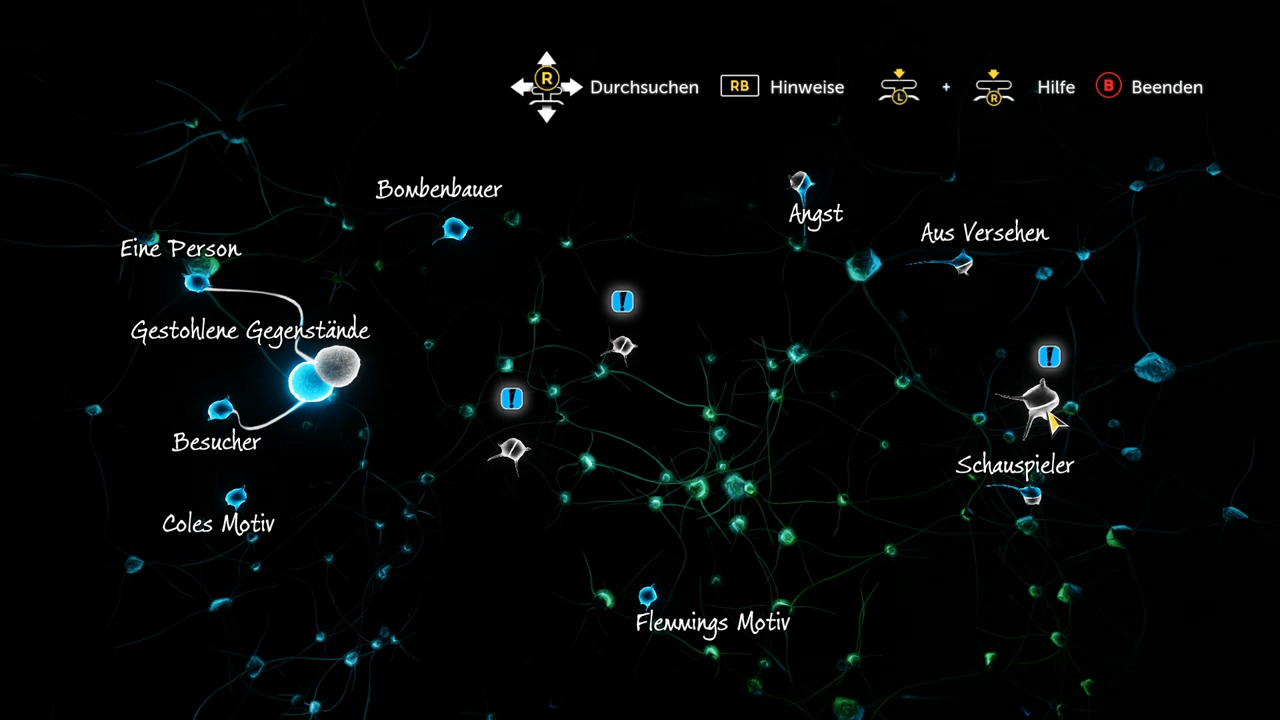 R Durchsuchen RB Hinweise L + R Hilfe B Beenden
Bombenbauer
Angst
Aus Versehen
Eine Person
!
Gestohlene Gegenstände
!
!
Besucher
Schauspieler
Coles Motiv
Flemmings Motiv